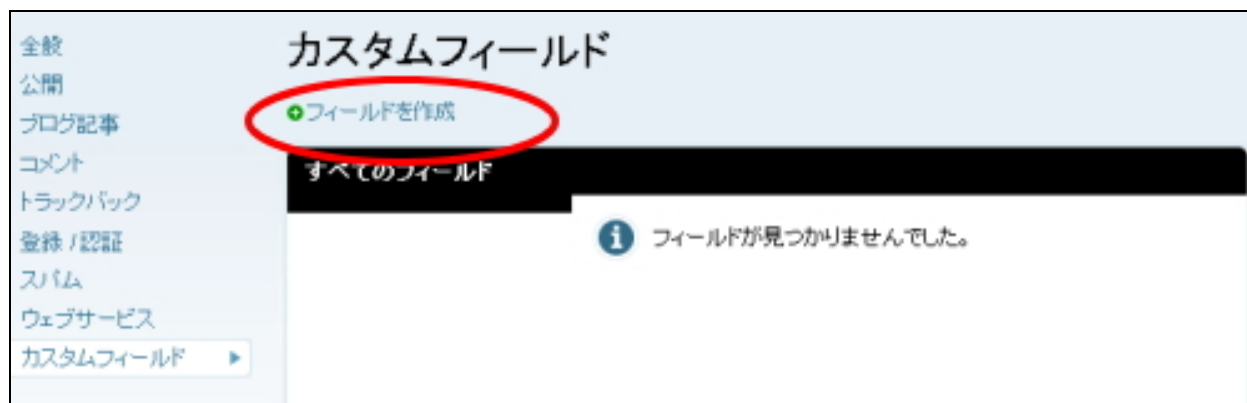 全般
公開
ブログ記事
コメント
トラックバック
登録 / 認証
スパム
ウェブサービス
カスタムフィールド
カスタムフィールド
フィールドを作成
すべてのフィールド
フィールドが見つかりませんでした。